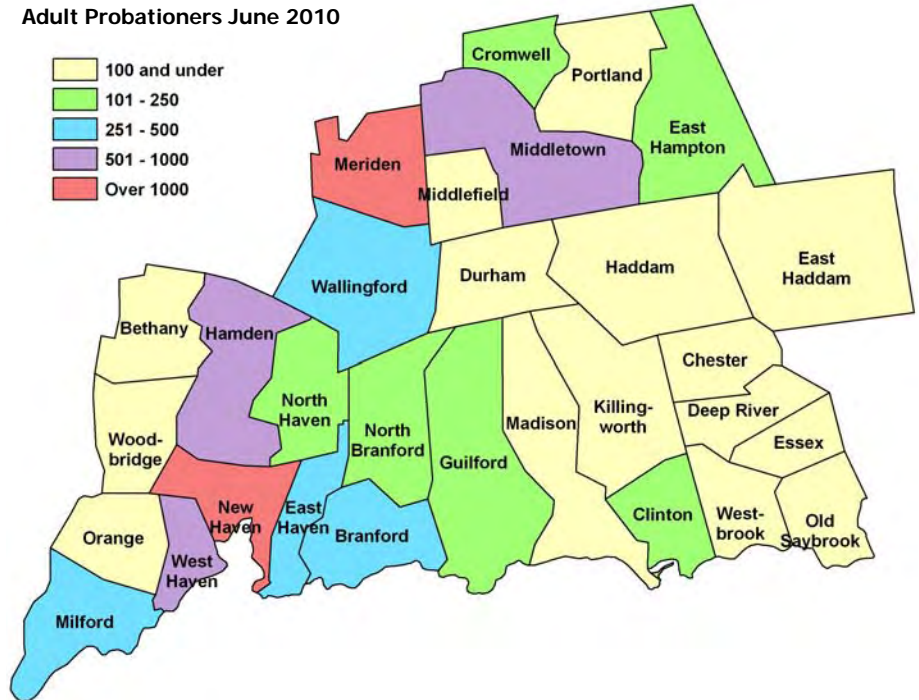 Adult Probationers June 2010
100 and under
101 - 250
251 - 500
501 - 1000
Over 1000
Cromwell
Portland
East
Hampton
Middletown
Meriden
Middlefield
Wallingford
Durham
Haddam
East
Haddam
Bethany
Hamden
North
Haven
North
Branford
Guilford
Madison
Killing-
worth
Chester
Deep River
Essex
Wood-
bridge
New
Haven
East
Haven
Branford
Clinton
West-
brook
Old
Saybrook
Orange
West
Haven
Milford